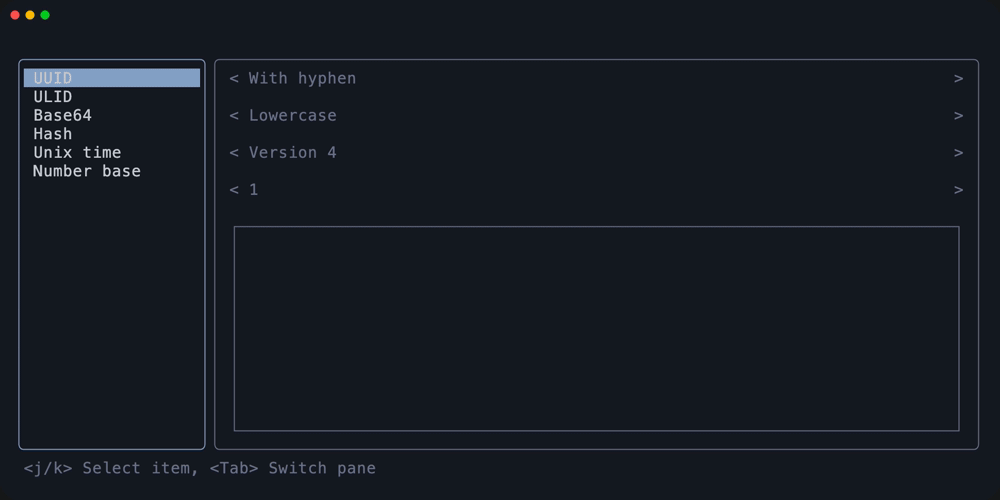 UUID
ULID
Base64
Hash
Unix time
Number base
< With hyphen >
< Lowercase >
< Version 4 >
< 1 >
<j/k> Select item, <Tab> Switch pane